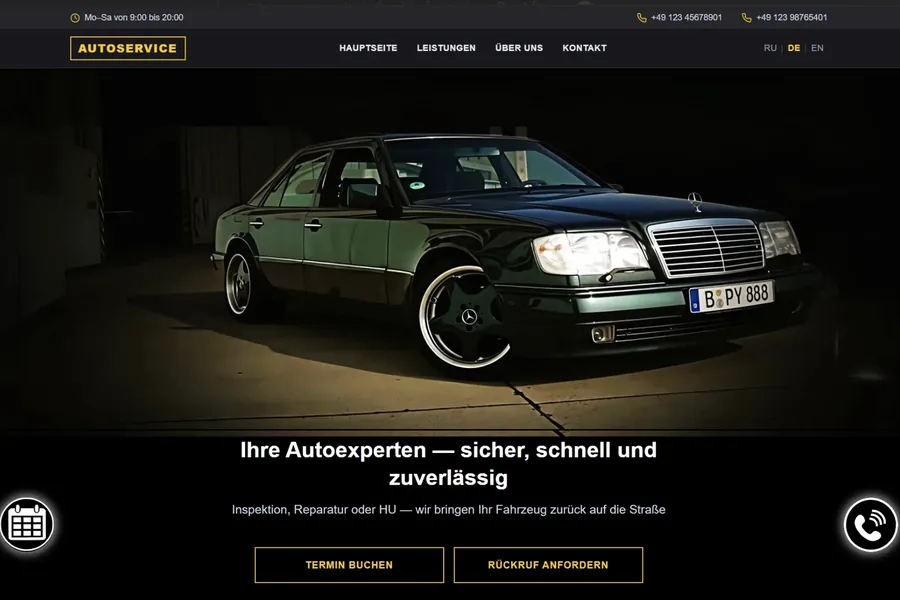 Mo–Sa von 9:00 bis 20:00
+49 123 45678901
+49 123 98765401
AUTOSERVICE
HAUPTSEITE
LEISTUNGEN
ÜBER UNS
KONTAKT
RU | DE | EN
B PY 888
Ihre Autoexperten — sicher, schnell und
zuverlässig
Inspektion, Reparatur oder HU — wir bringen Ihr Fahrzeug zurück auf die Straße
TERMIN BUCHEN
RÜCKRUF ANFORDERN